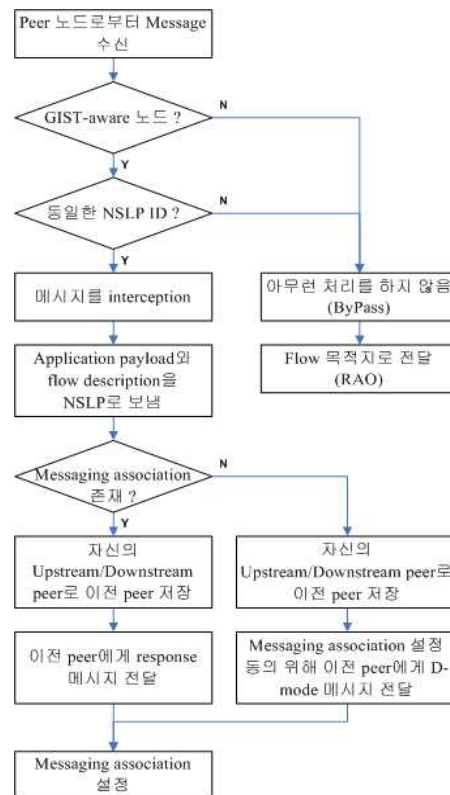 Peer 노드로부터 Message
수신
GIST-aware 노드 ?
N
Y
동일한 NSLP ID ?
N
Y
메시지를 interception
아무런 처리를 하지 않음
(ByPass)
Application payload와
flow description을
NSLP로 보냄
Flow 목적지로 전달
(RAO)
Messaging association
존재 ?
N
Y
자신의
Upstream/Downstream
peer로 이전 peer 저장
자신의
Upstream/Downstream peer로
이전 peer 저장
이전 peer에게 response
메시지 전달
Messaging association 설정
동의 위해 이전 peer에게 D-
mode 메시지 전달
Messaging association
설정